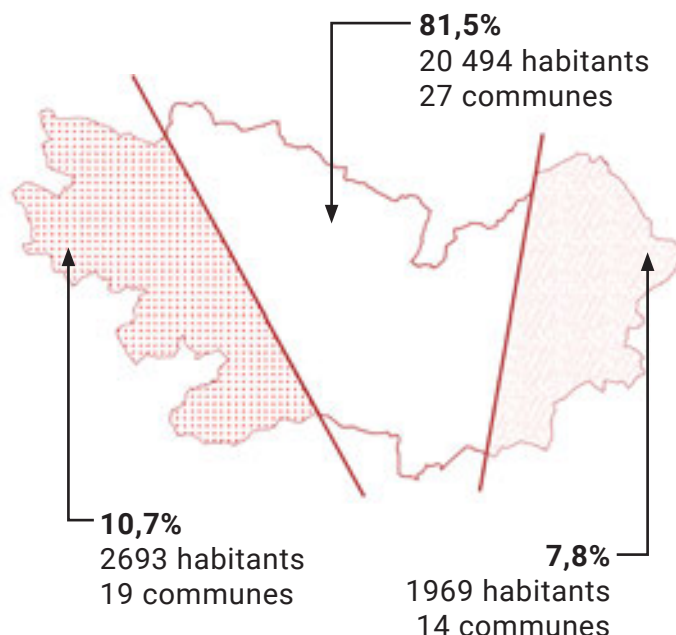 81,5%
20 494 habitants
27 communes
10,7%
2693 habitants
19 communes
7,8%
1969 habitants
14 communes